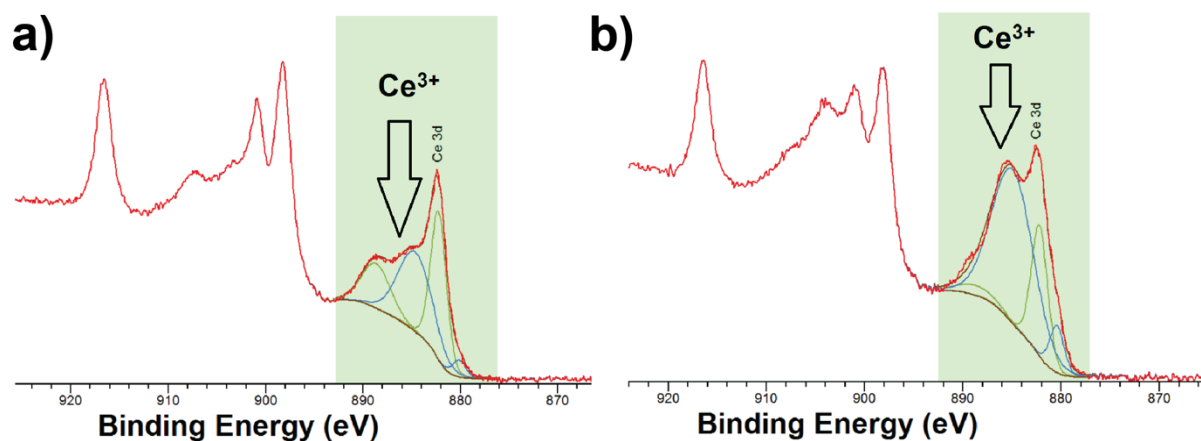 a)
Ce3+
Ce 3d
920 910 900 890 880 870
Binding Energy (eV)
b)
Ce3+
Ce 3d
920 910 900 890 880 870
Binding Energy (eV)